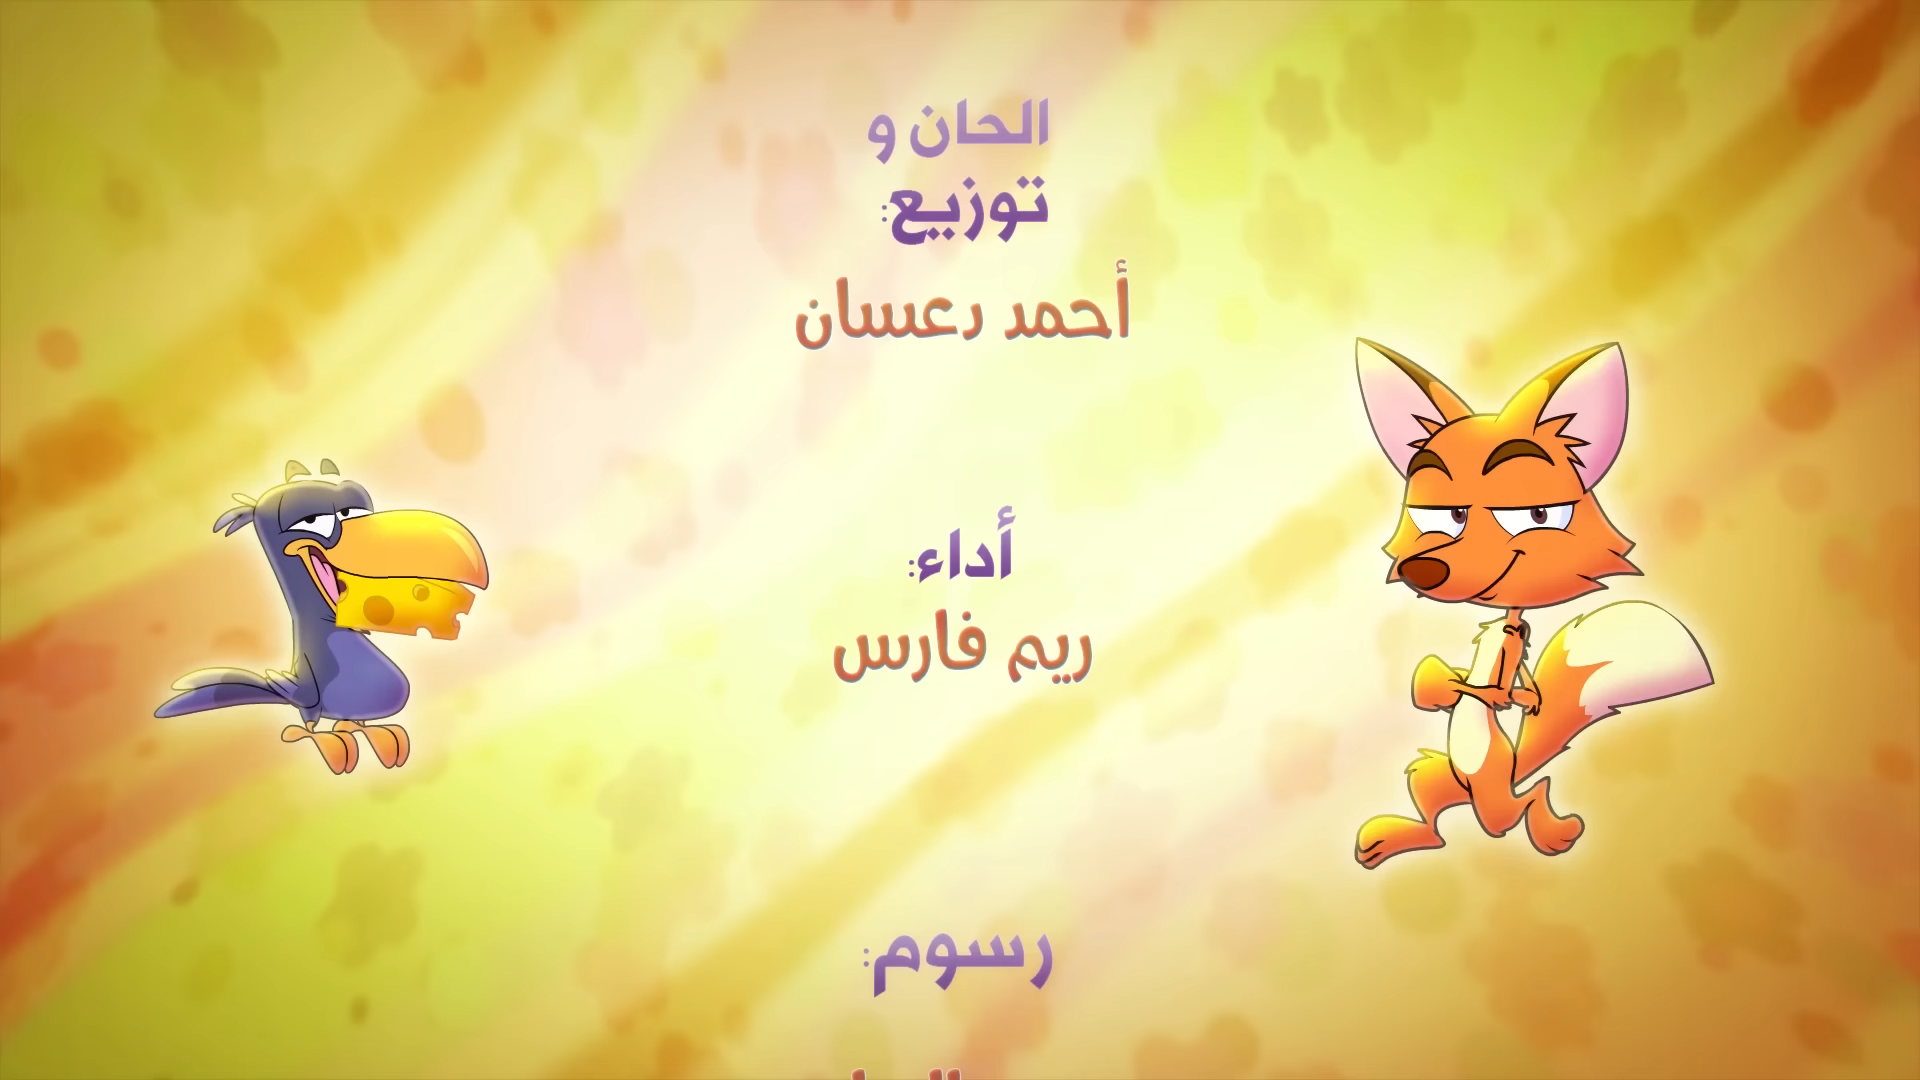 الحان و
توزيع:
أحمد دعسان
أداء:
ريم فارس
رسوم: